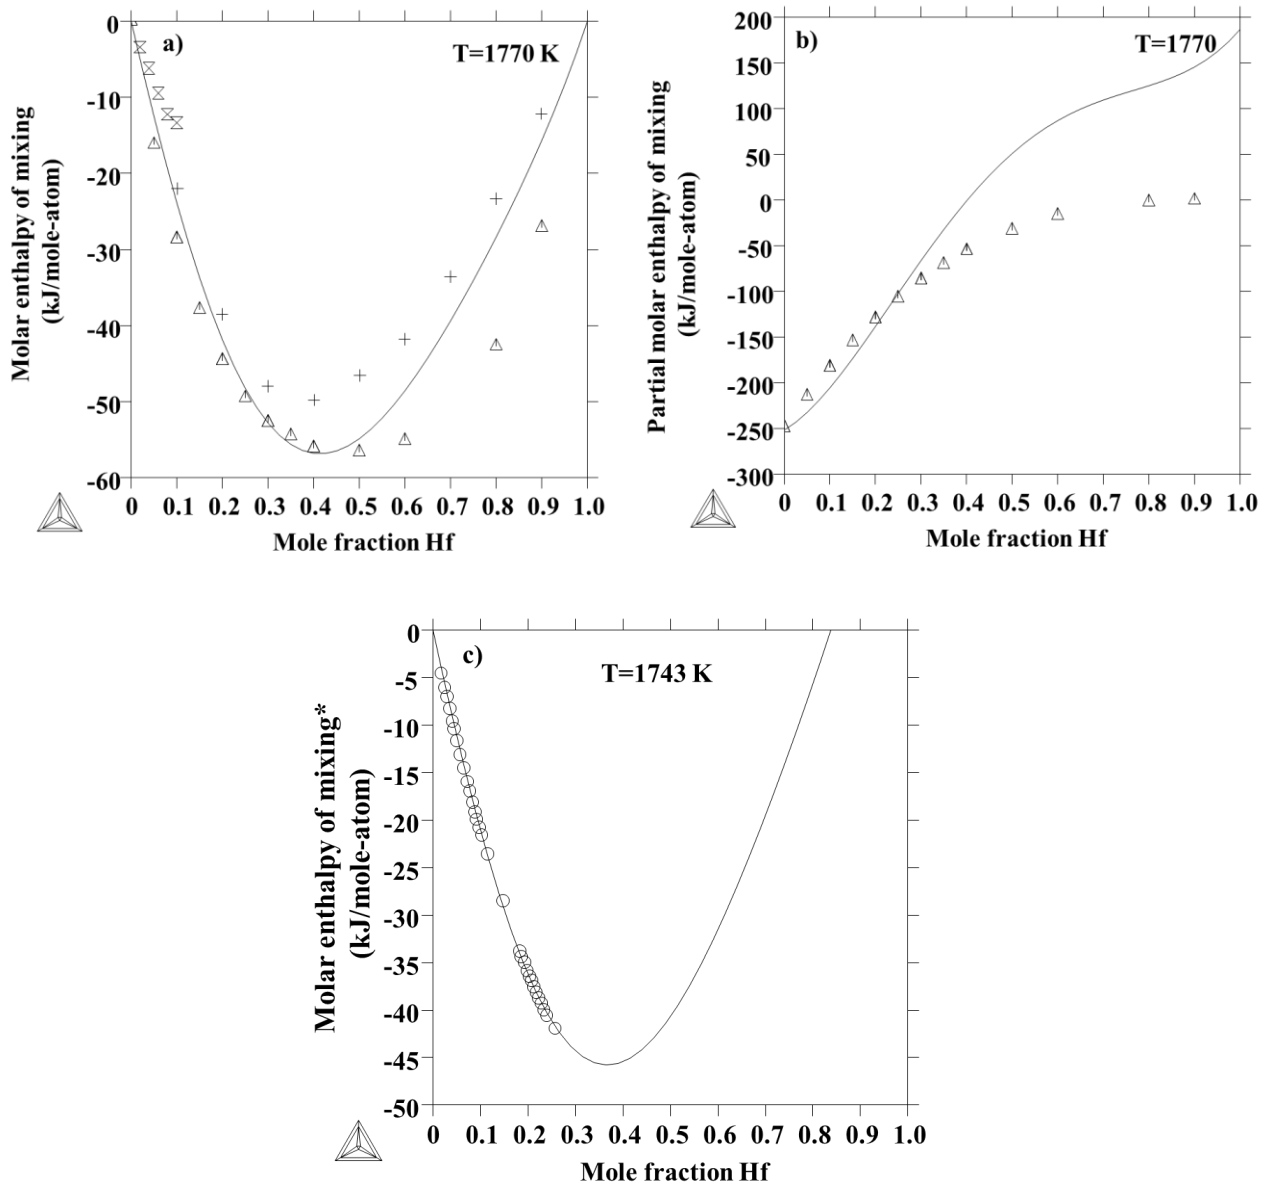 a)
T=1770 K
0
-10
-20
-30
-40
-50
-60
0 0.1 0.2 0.3 0.4 0.5 0.6 0.7 0.8 0.9 1.0
Mole fraction Hf
Molar enthalpy of mixing
(kJ/mole-atom)
b)
T=1770
200
150
100
50
0
-50
-100
-150
-200
-250
-300
0 0.1 0.2 0.3 0.4 0.5 0.6 0.7 0.8 0.9 1.0
Mole fraction Hf
Partial molar enthalpy of mixing
(kJ/mole-atom)
c)
T=1743 K
0
-5
-10
-15
-20
-25
-30
-35
-40
-45
-50
0 0.1 0.2 0.3 0.4 0.5 0.6 0.7 0.8 0.9 1.0
Mole fraction Hf
Molar enthalpy of mixing*
(kJ/mole-atom)